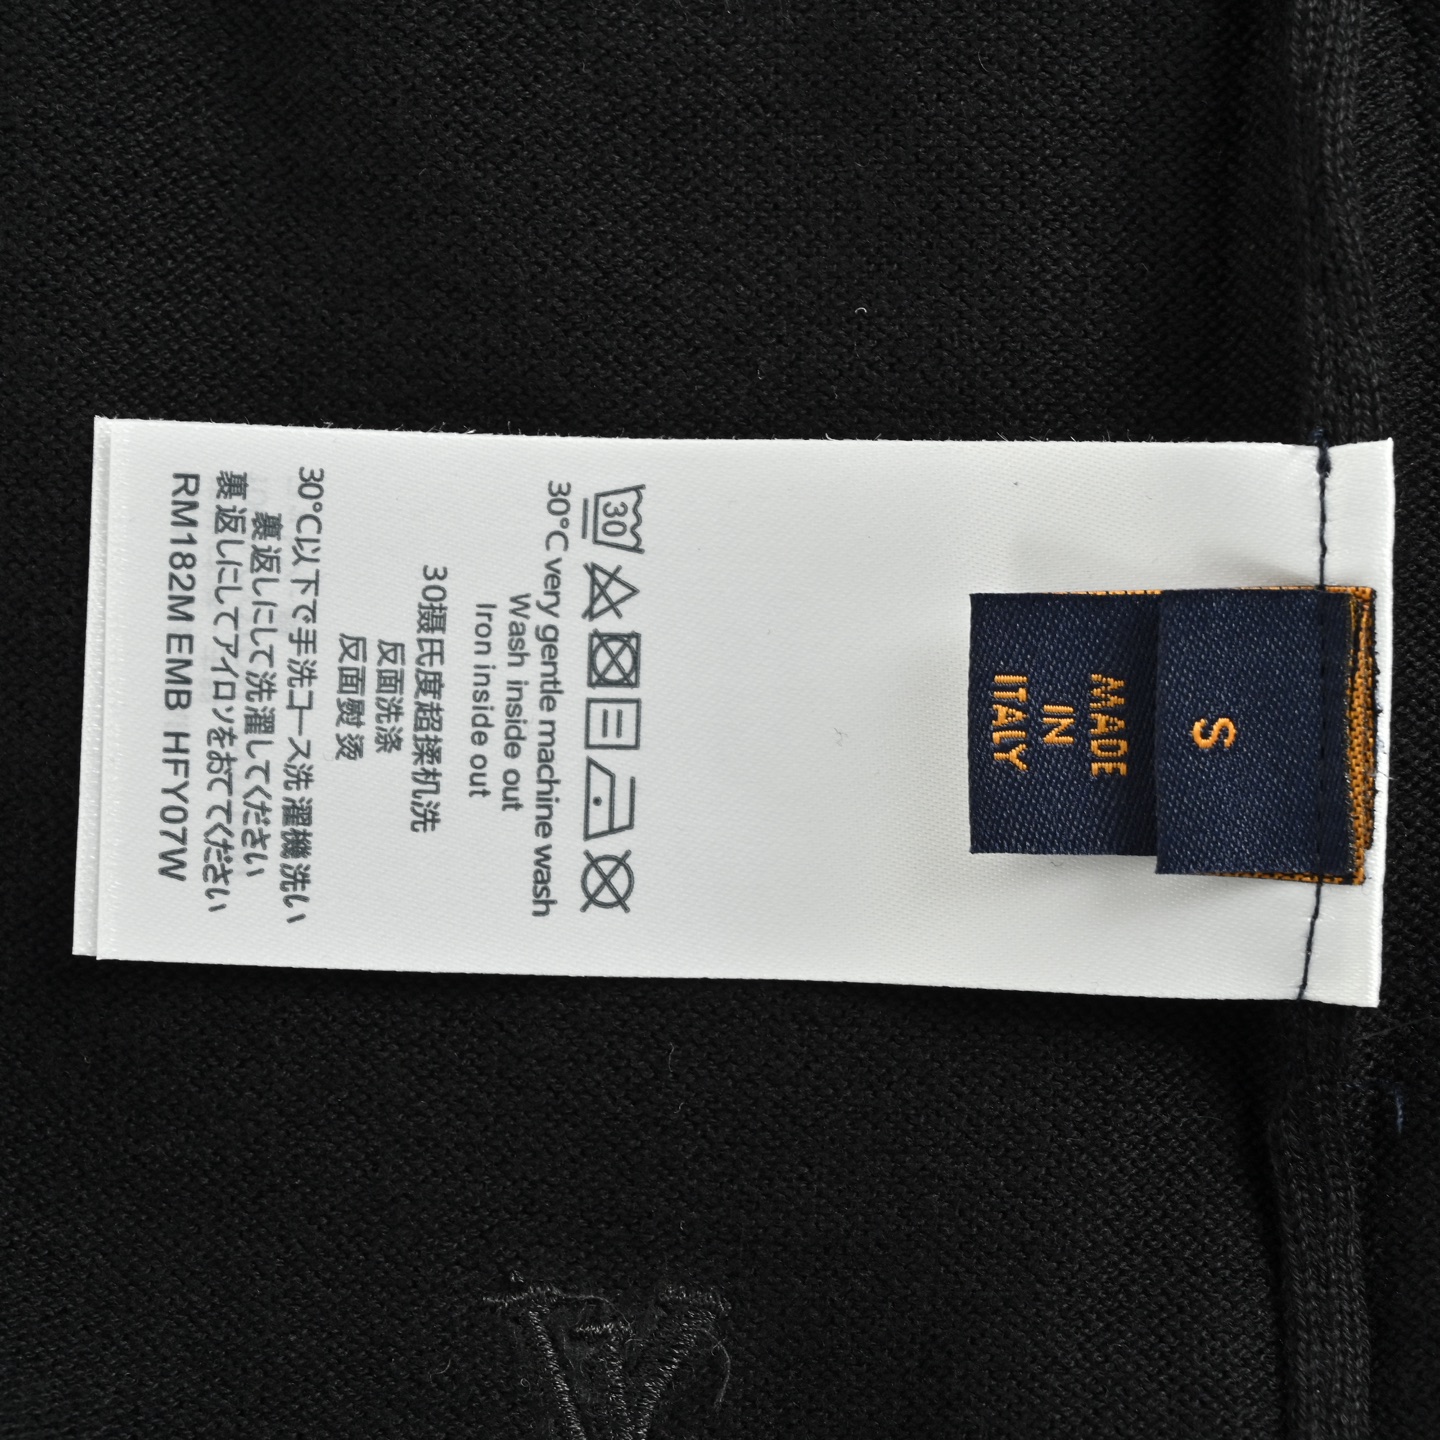 S
MADE
IN
ITALY
30
30°C very gentle machine wash
Wash inside out
Iron inside out
30摄氏度超揉机洗
反面洗涤
反面熨烫
30°C以下で手洗コース洗濯機洗い
裏返しにして洗濯してください
裏返しにしてアイロンをおててください
RM182M EMB HFY07W